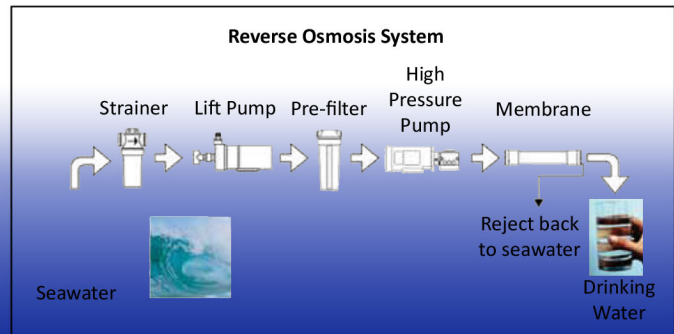 Reverse Osmosis System
Strainer
Lift Pump
Pre-filter
High
Pressure
Pump
Membrane
Reject back
to seawater
Seawater
Drinking
Water